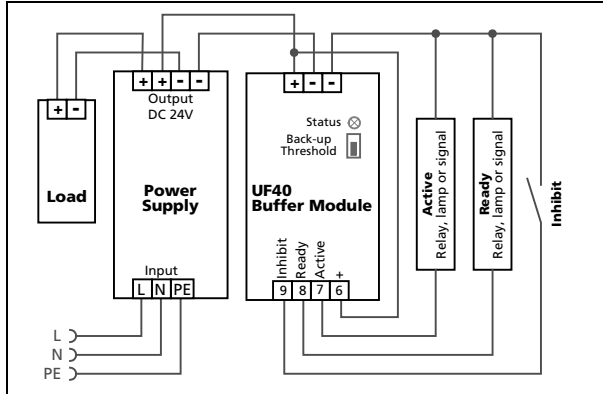 + + - -
Output
DC 24V
+ -
Load
Power
Supply
Input
L N PE
L
N
PE
+ - -
Status
Back-up
Threshold
UF40
Buffer Module
Inhibit
Ready
Active
+
9 8 7 6
Active
Relay, lamp or signal
Ready
Relay, lamp or signal
Inhibit